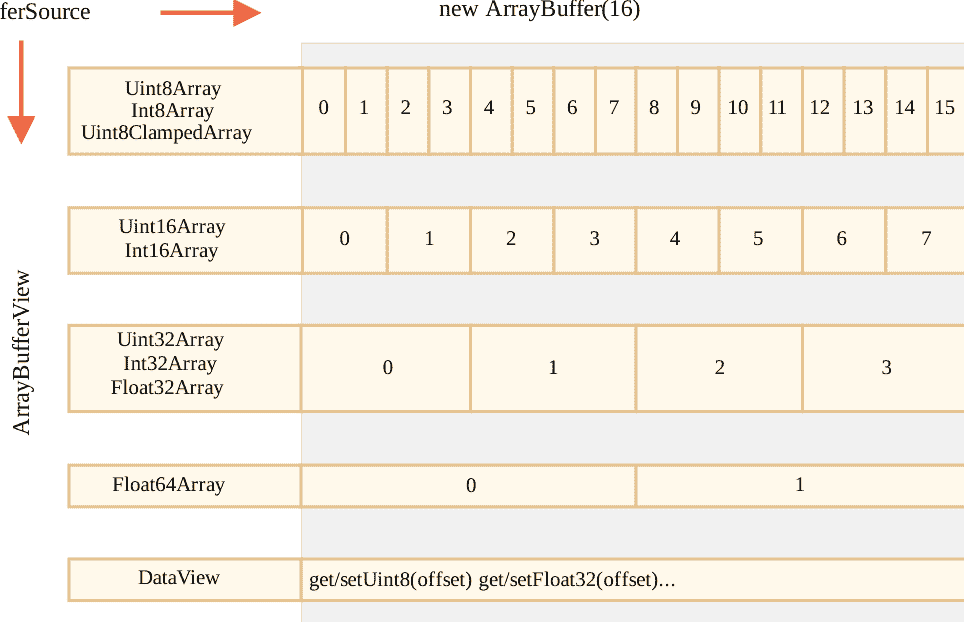 ferSource
new ArrayBuffer(16)
Uint8Array
Int8Array
Uint8ClampedArray
0 1 2 3 4 5 6 7 8 9 10 11 12 13 14 15
Uint16Array
Int16Array
0 1 2 3 4 5 6 7
ArrayBufferView
Uint32Array
Int32Array
Float32Array
0 1 2 3
Float64Array
0 1
DataView
get/setUint8(offset) get/setFloat32(offset)...